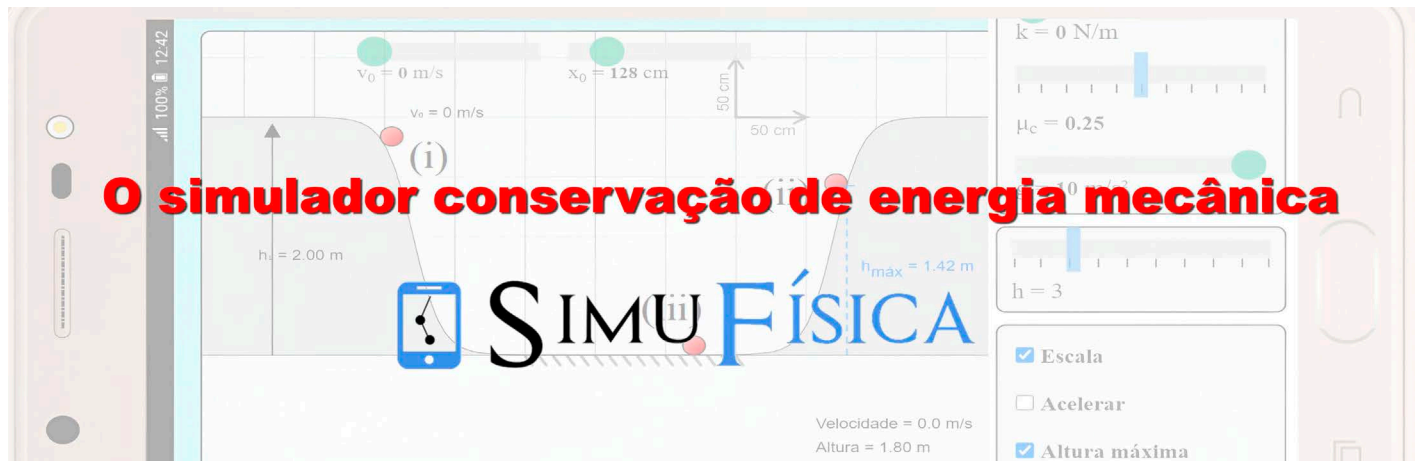 k = 0 N/m
100% 12:42
v₀ = 0 m/s
x₀ = 128 cm
v₀ = 0 m/s
50 cm
50 cm
μc = 0.25
(i)
O simulador conservação de energia mecânica
h₀ = 2.00 m
hmáx = 1.42 m
h = 3
SIMUFÍSICA
Escala
Acelerar
Velocidade = 0.0 m/s
Altura = 1.80 m
Altura máxima